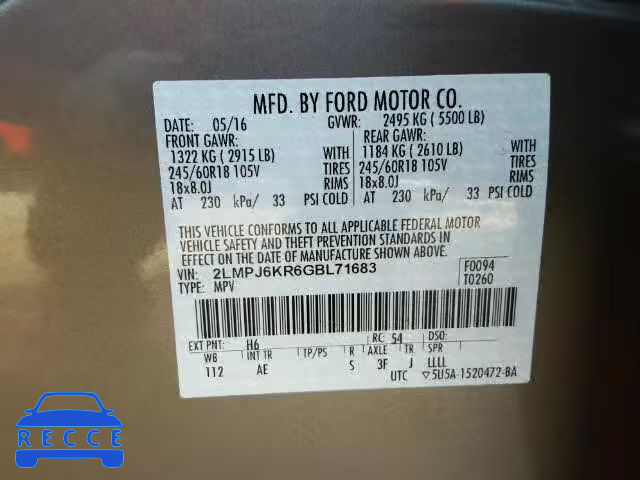 MFD. BY FORD MOTOR CO.
DATE: 05/16 GVWR: 2495 KG ( 5500 LB)
FRONT GAWR: REAR GAWR:
1322 KG ( 2915 LB) WITH 1184 KG ( 2610 LB) WITH
245/60R18 105V TIRES 245/60R18 105V TIRES
18x8.0J RIMS 18x8.0J RIMS
AT 230 kPa/ 33 PSI COLD AT 230 kPa/ 33 PSI COLD
THIS VEHICLE CONFORMS TO ALL APPLICABLE FEDERAL MOTOR
VEHICLE SAFETY AND THEFT PREVENTION STANDARDS IN
EFFECT ON THE DATE OF MANUFACTURE SHOWN ABOVE.
VIN: 2LMPJ6KR6GBL71683 F0094
TYPE: MPV T0260
EXT PNT: H6 RC: 54 DSO:
WB INT TR TP/PS R AXLE TR SPR
112 AE S 3F J LLLL
UTC ▽5U5A-1520472-BA
RECCE